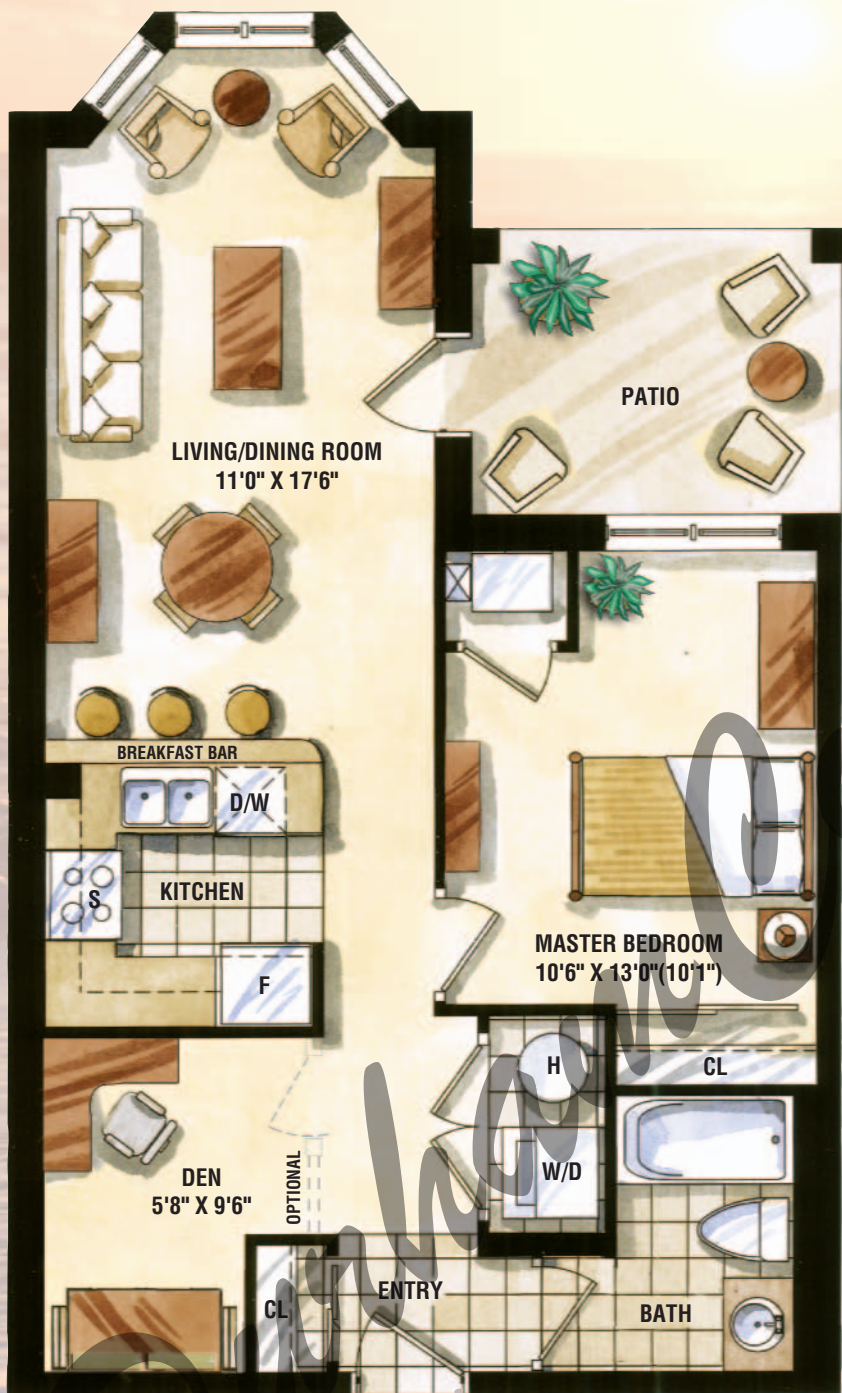 PATIO
LIVING/DINING ROOM
11'0" X 17'6"
BREAKFAST BAR
D/W
S
KITCHEN
F
MASTER BEDROOM
10'6" X 13'0"(10'1")
H
CL
W/D
DEN
5'8" X 9'6"
OPTIONAL
CL
ENTRY
BATH